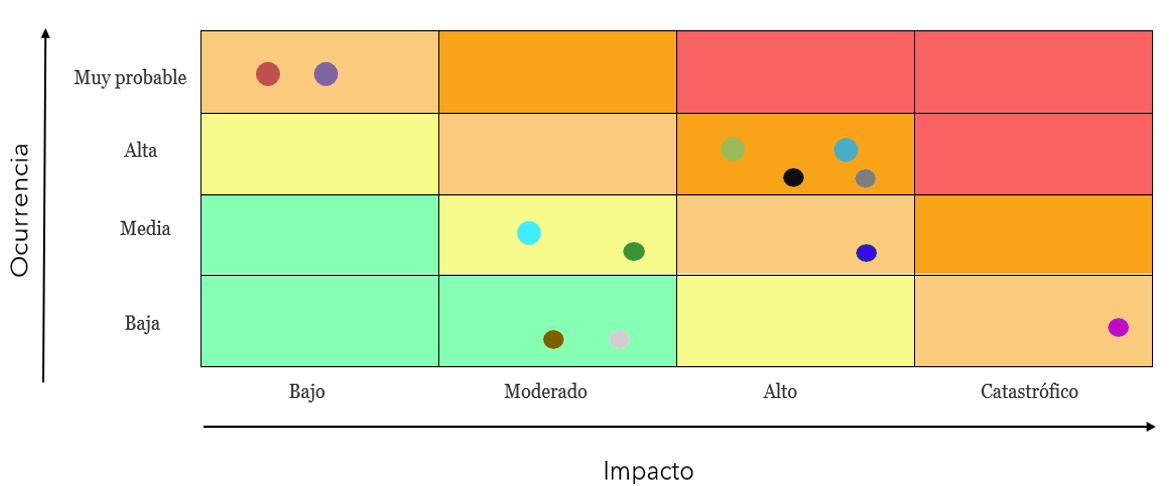 Ocurrencia
Muy probable
Alta
Media
Baja
Bajo
Moderado
Alto
Catastrófico
Impacto